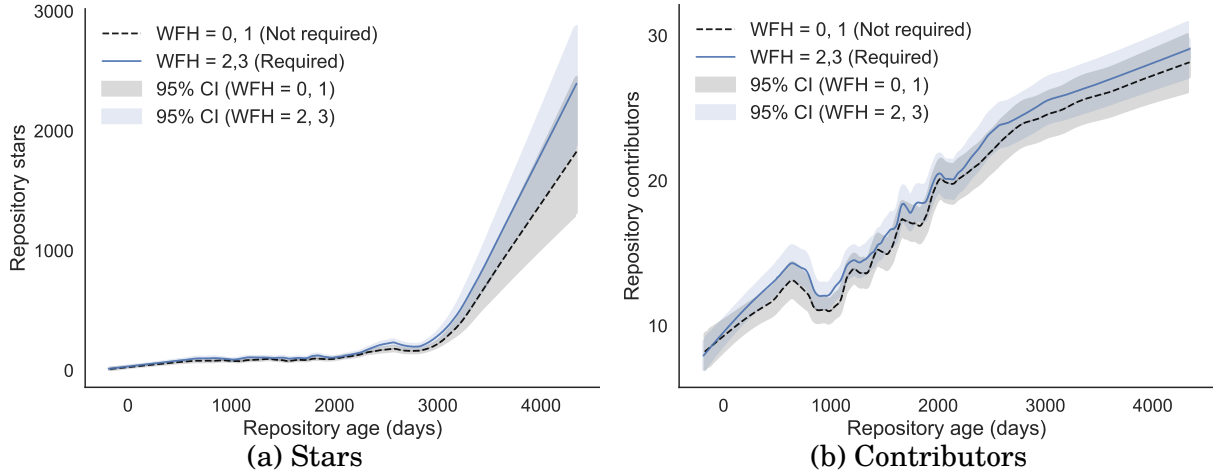 3000
2000
1000
0
Repository stars
WFH = 0, 1 (Not required)
WFH = 2,3 (Required)
95% CI (WFH = 0, 1)
95% CI (WFH = 2, 3)
0 1000 2000 3000 4000
Repository age (days)
(a) Stars
30
20
10
Repository contributors
WFH = 0, 1 (Not required)
WFH = 2,3 (Required)
95% CI (WFH = 0, 1)
95% CI (WFH = 2, 3)
0 1000 2000 3000 4000
Repository age (days)
(b) Contributors